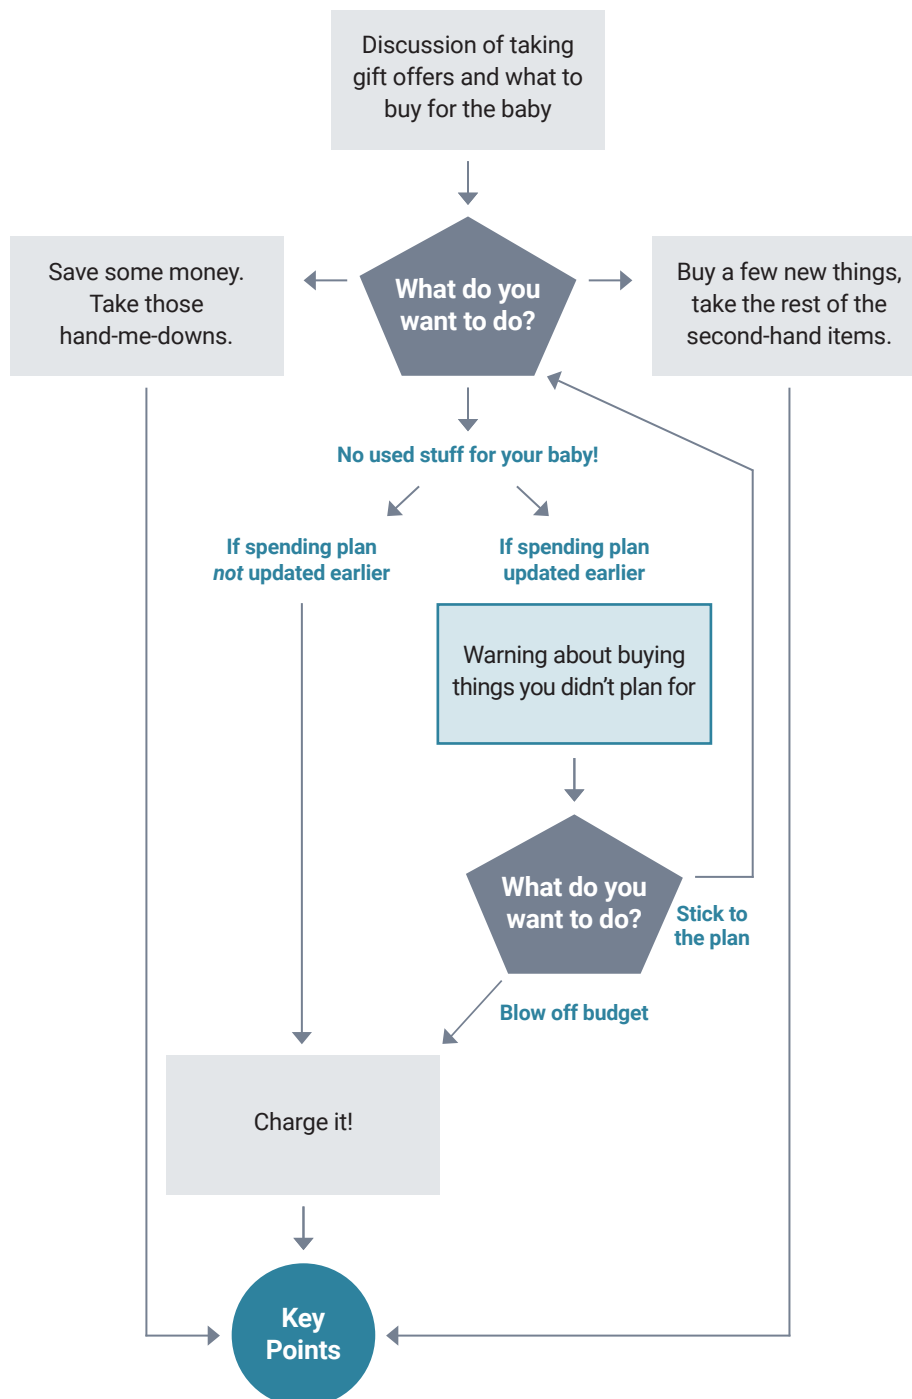 Discussion of taking
gift offers and what to
buy for the baby
Save some money.
Take those
hand-me-downs.
What do you
want to do?
Buy a few new things,
take the rest of the
second-hand items.
No used stuff for your baby!
If spending plan
not updated earlier
If spending plan
updated earlier
Warning about buying
things you didn’t plan for
What do you
want to do?
Stick to
the plan
Blow off budget
Charge it!
Key
Points